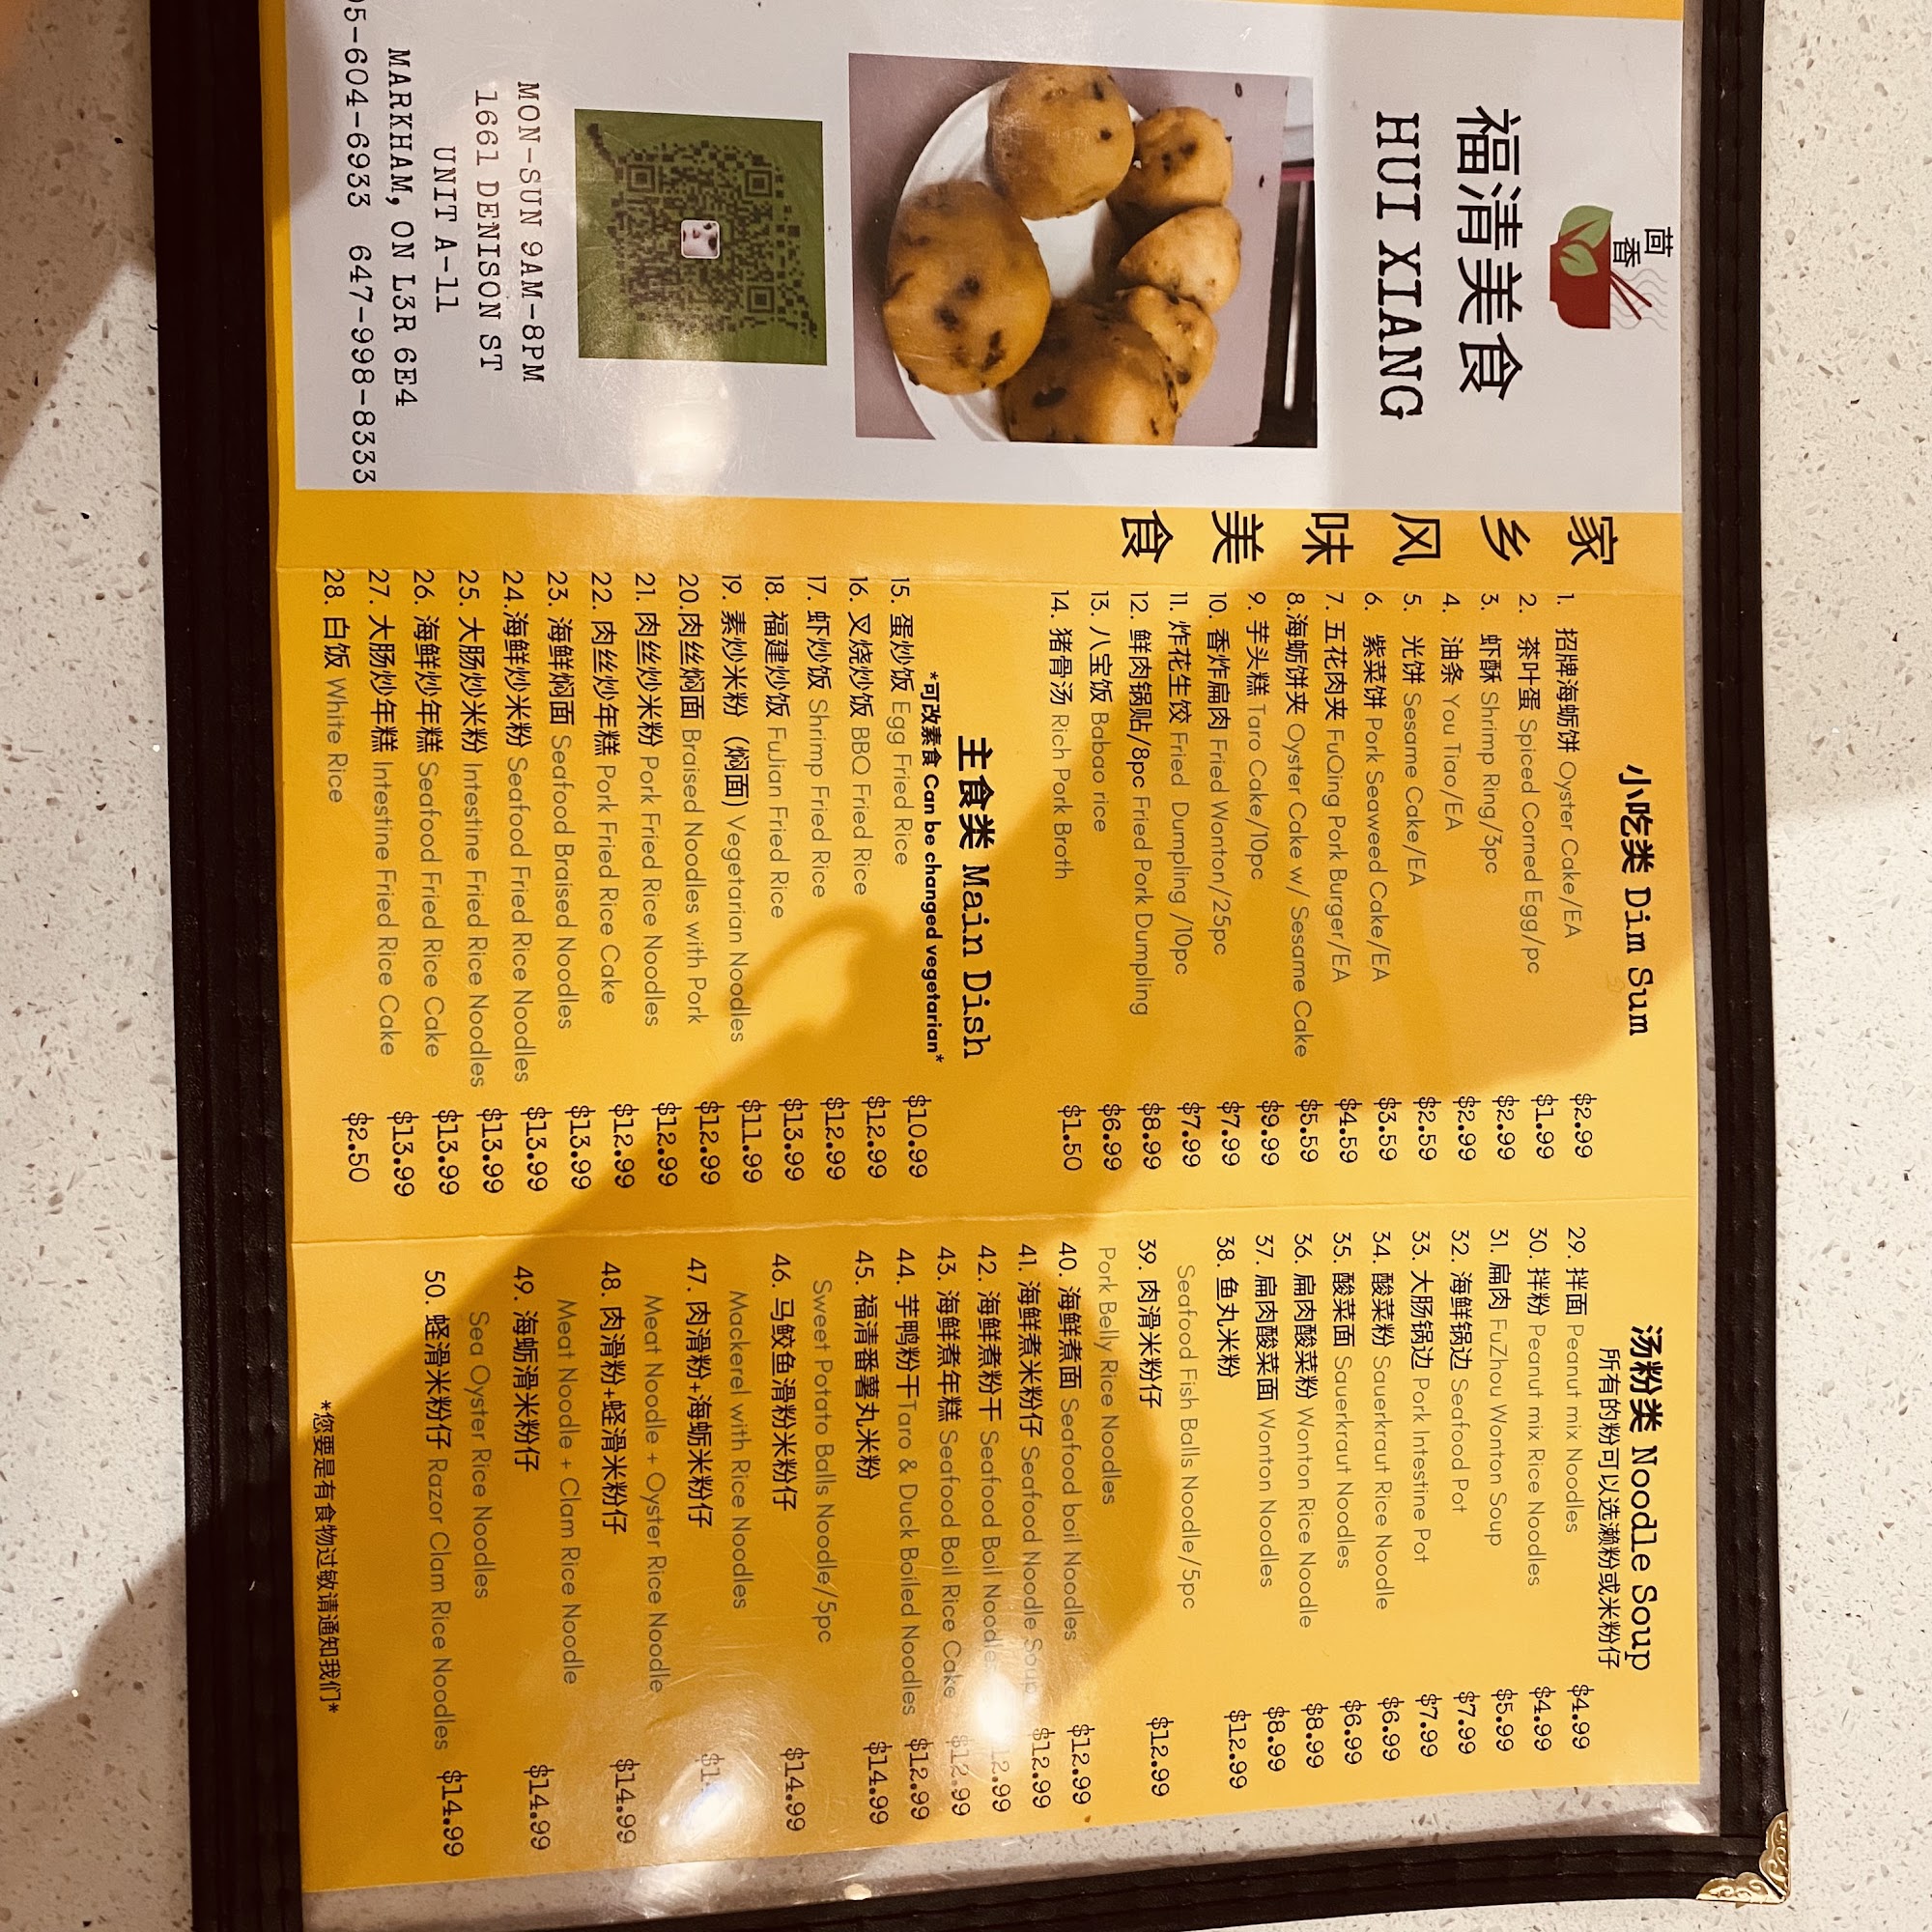 茴香
福清美食
HUI XIANG
MON-SUN 9AM-8PM
1661 DENISON ST
UNIT A-11
MARKHAM, ON L3R 6E4
5-604-6933 647-998-8333
家乡风味美食
小吃类 Dim Sum
1. 招牌海蛎饼 Oyster Cake/EA $2.99
2. 茶叶蛋 Spiced Corned Egg/pc $1.99
3. 虾酥 Shrimp Ring/3pc $2.99
4. 油条 You Tiao/EA $2.99
5. 光饼 Sesame Cake/EA $2.59
6. 紫菜饼 Pork Seaweed Cake/EA $3.59
7. 五花肉夹 FuQing Pork Burger/EA $4.59
8.海蛎饼夹 Oyster Cake w/ Sesame Cake $5.59
9. 芋头糕 Taro Cake/10pc $9.99
10. 香炸扁肉 Fried Wonton/25pc $7.99
11. 炸花生饺 Fried Dumpling /10pc $7.99
12. 鲜肉锅贴/8pc Fried Pork Dumpling $8.99
13. 八宝饭 Babao rice $6.99
14. 猪骨汤 Rich Pork Broth $1.50
主食类 Main Dish
*可改素食 Can be changed vegetarian*
15. 蛋炒饭 Egg Fried Rice $10.99
16. 叉烧炒饭 BBQ Fried Rice $12.99
17. 虾炒饭 Shrimp Fried Rice $12.99
18. 福建炒饭 FuJian Fried Rice $13.99
19. 素炒米粉（焖面) Vegetarian Noodles $11.99
20.肉丝焖面 Braised Noodles with Pork $12.99
21. 肉丝炒米粉 Pork Fried Rice Noodles $12.99
22. 肉丝炒年糕 Pork Fried Rice Cake $12.99
23. 海鲜焖面 Seafood Braised Noodles $13.99
24.海鲜炒米粉 Seafood Fried Rice Noodles $13.99
25. 大肠炒米粉 Intestine Fried Rice Noodles $13.99
26. 海鲜炒年糕 Seafood Fried Rice Cake $13.99
27. 大肠炒年糕 Intestine Fried Rice Cake $13.99
28. 白饭 White Rice $2.50
汤粉类 Noodle Soup
所有的粉可以选濑粉或米粉仔
29. 拌面 Peanut mix Noodles $4.99
30. 拌粉 Peanut mix Rice Noodles $4.99
31. 扁肉 FuZhou Wonton Soup $5.99
32. 海鲜锅边 Seafood Pot $7.99
33. 大肠锅边 Pork Intestine Pot $7.99
34. 酸菜粉 Sauerkraut Rice Noodle $6.99
35. 酸菜面 Sauerkraut Noodles $6.99
36. 扁肉酸菜粉 Wonton Rice Noodle $8.99
37. 扁肉酸菜面 Wonton Noodles $8.99
38. 鱼丸米粉 $12.99
Seafood Fish Balls Noodle/5pc
39. 肉滑米粉仔 $12.99
Pork Belly Rice Noodles
40. 海鲜煮面 Seafood boil Noodles $12.99
41. 海鲜煮米粉仔 Seafood Noodle Soup $12.99
42. 海鲜煮粉干 Seafood Boil Noodles 2.99
43. 海鲜煮年糕 Seafood Boil Rice Cake $12.99
44. 芋鸭粉干Taro & Duck Boiled Noodles $12.99
45. 福清番薯丸米粉 $14.99
Sweet Potato Balls Noodle/5pc
46. 马鲛鱼滑粉米粉仔 $14.99
Mackerel with Rice Noodles
47. 肉滑粉+海蛎米粉仔 $1
Meat Noodle + Oyster Rice Noodle
48. 肉滑粉+蛏滑米粉仔 $14.99
Meat Noodle + Clam Rice Noodle
49. 海蛎滑米粉仔 $14.99
Sea Oyster Rice Noodles
50. 蛏滑米粉仔 Razor Clam Rice Noodles $14.99
*您要是有食物过敏请通知我们*